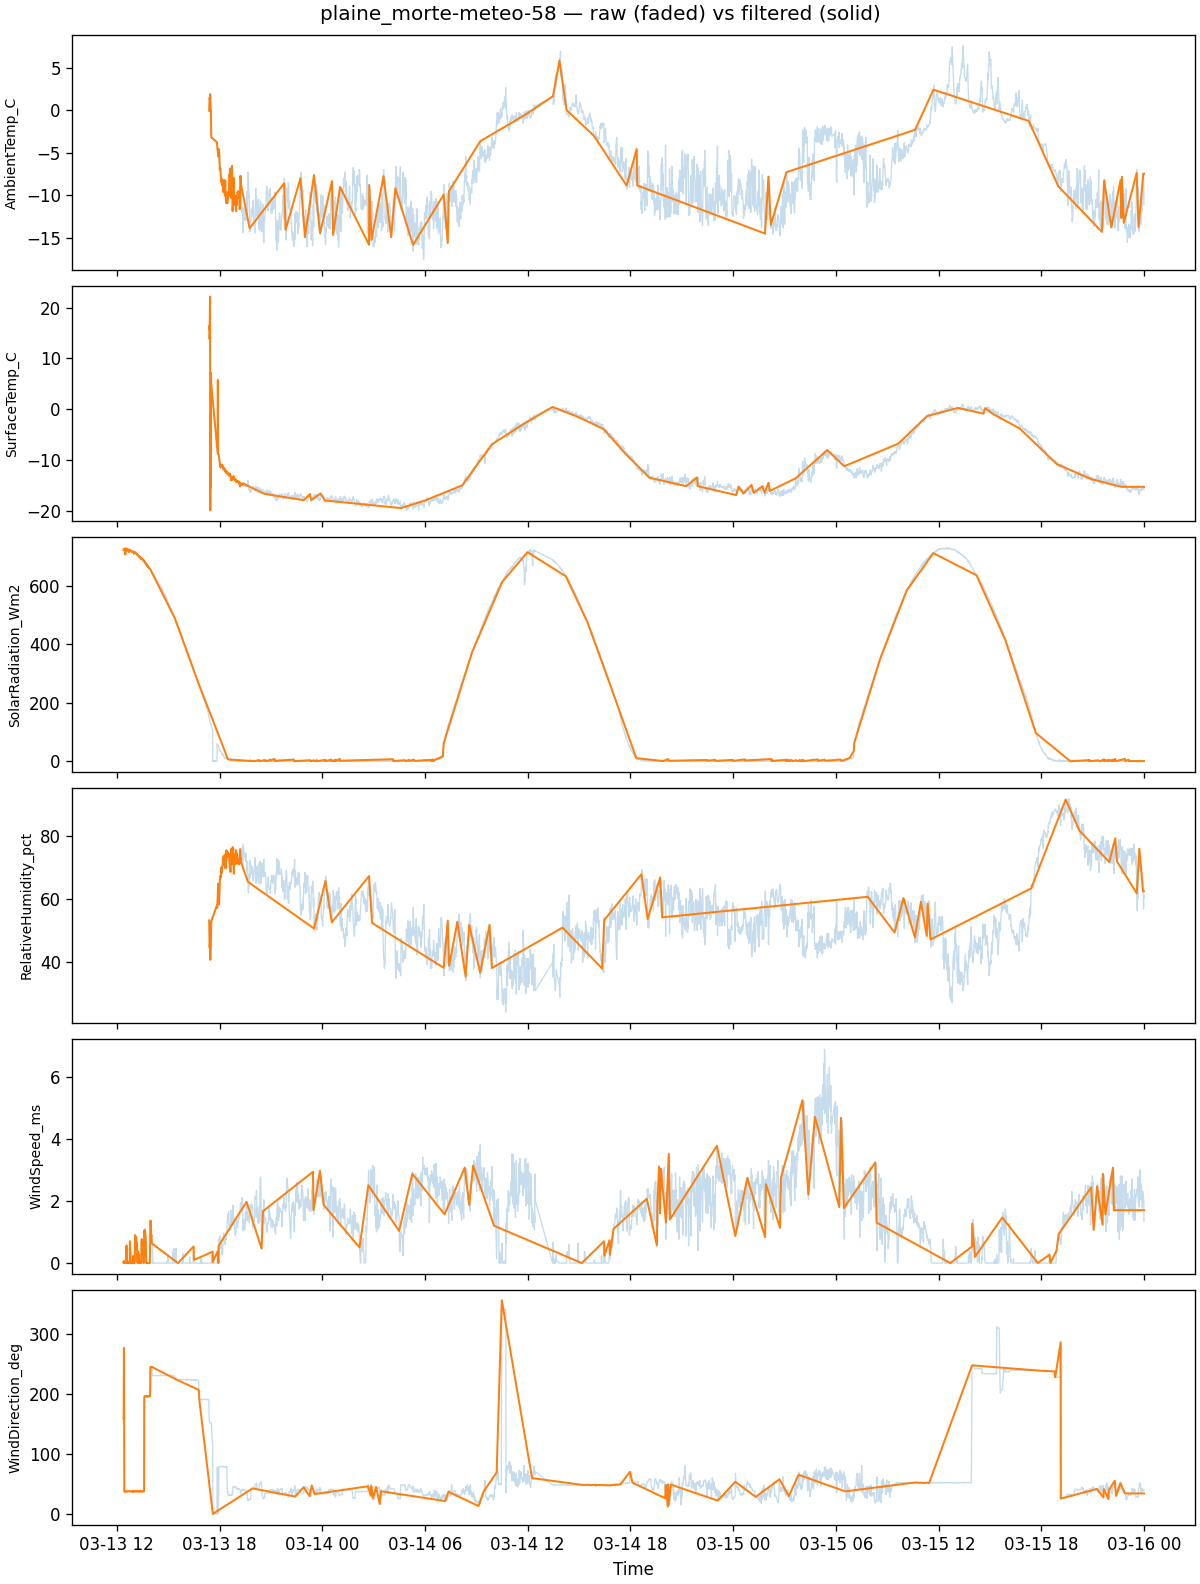 plaine_morte-meteo-58 — raw (faded) vs filtered (solid)
AmbientTemp_C
5
0
−5
−10
−15
SurfaceTemp_C
20
10
0
−10
−20
SolarRadiation_Wm2
600
400
200
0
RelativeHumidity_pct
80
60
40
WindSpeed_ms
6
4
2
0
WindDirection_deg
300
200
100
0
03-13 12 03-13 18 03-14 00 03-14 06 03-14 12 03-14 18 03-15 00 03-15 06 03-15 12 03-15 18 03-16 00
Time